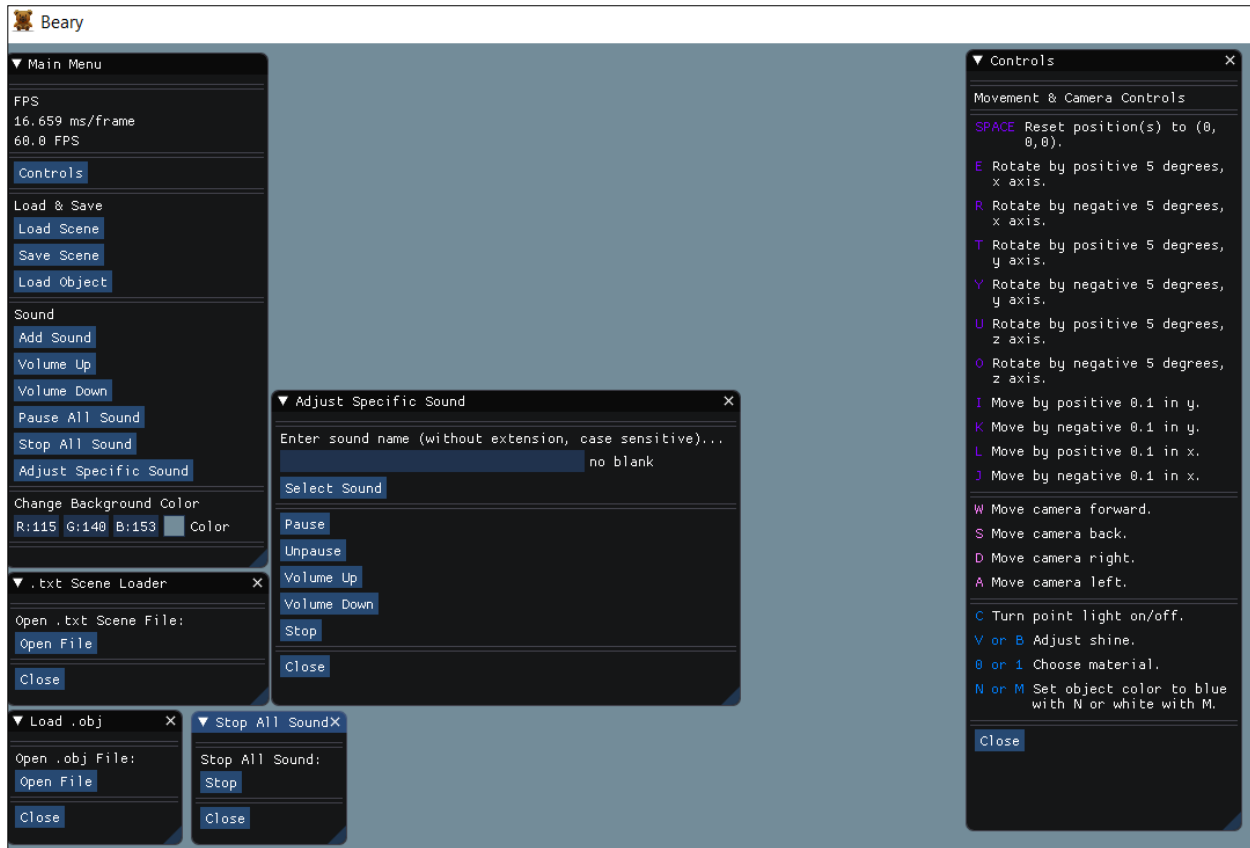 Beary
Main Menu
FPS
16.659 ms/frame
60.0 FPS
Controls
Load & Save
Load Scene
Save Scene
Load Object
Sound
Add Sound
Volume Up
Volume Down
Pause All Sound
Stop All Sound
Adjust Specific Sound
Change Background Color
R:115 G:140 B:153 Color
.txt Scene Loader
Open .txt Scene File:
Open File
Close
Load .obj
Open .obj File:
Open File
Close
Stop All Sound
Stop All Sound:
Stop
Close
Adjust Specific Sound
Enter sound name (without extension, case sensitive)...
no blank
Select Sound
Pause
Unpause
Volume Up
Volume Down
Stop
Close
Controls
Movement & Camera Controls
SPACE Reset position(s) to (0,
0,0).
E Rotate by positive 5 degrees,
x axis.
R Rotate by negative 5 degrees,
x axis.
T Rotate by positive 5 degrees,
y axis.
Y Rotate by negative 5 degrees,
y axis.
U Rotate by positive 5 degrees,
z axis.
O Rotate by negative 5 degrees,
z axis.
I Move by positive 0.1 in y.
K Move by negative 0.1 in y.
L Move by positive 0.1 in x.
J Move by negative 0.1 in x.
W Move camera forward.
S Move camera back.
D Move camera right.
A Move camera left.
C Turn point light on/off.
V or B Adjust shine.
0 or 1 Choose material.
N or M Set object color to blue
with N or white with M.
Close